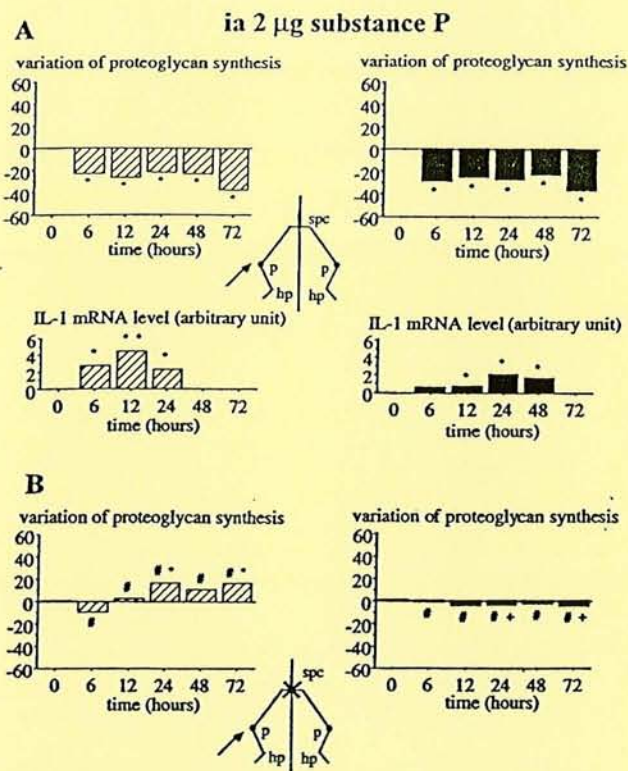 ia 2 µg substance P
A
variation of proteoglycan synthesis
60
40
20
0
-20
-40
-60
* * * * *
0 6 12 24 48 72
time (hours)
variation of proteoglycan synthesis
60
40
20
0
-20
-40
-60
* * * * *
0 6 12 24 48 72
time (hours)
spc
p p
hp hp
IL-1 mRNA level (arbitrary unit)
6
4
2
0
* ** *
0 6 12 24 48 72
time (hours)
IL-1 mRNA level (arbitrary unit)
6
4
2
0
* * *
0 6 12 24 48 72
time (hours)
B
variation of proteoglycan synthesis
60
40
20
0
-20
-40
-60
# # #* # #*
0 6 12 24 48 72
time (hours)
variation of proteoglycan synthesis
60
40
20
0
-20
-40
-60
# # #+ # #+
0 6 12 24 48 72
time (hours)
spc
p p
hp hp